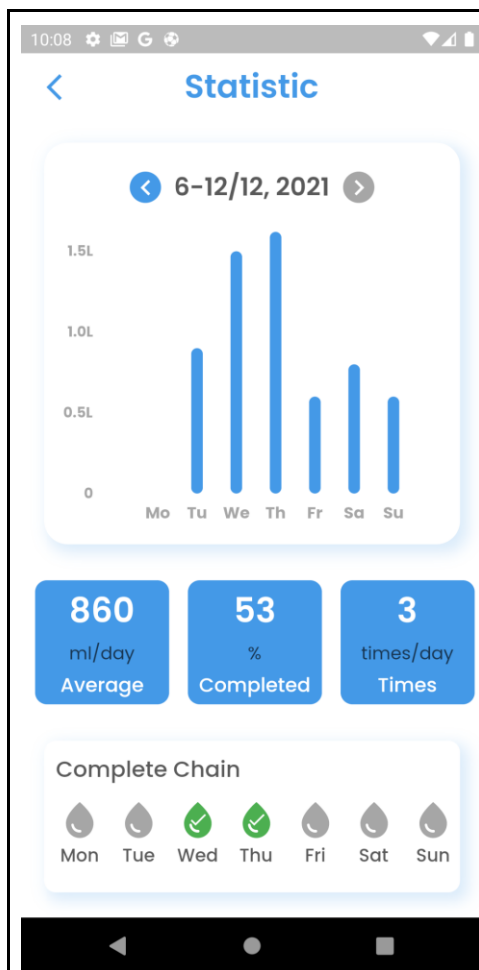 10:08 G
Statistic
6-12/12, 2021
1.5L
1.0L
0.5L
0
Mo Tu We Th Fr Sa Su
860 53 3
ml/day % times/day
Average Completed Times
Complete Chain
Mon Tue Wed Thu Fri Sat Sun